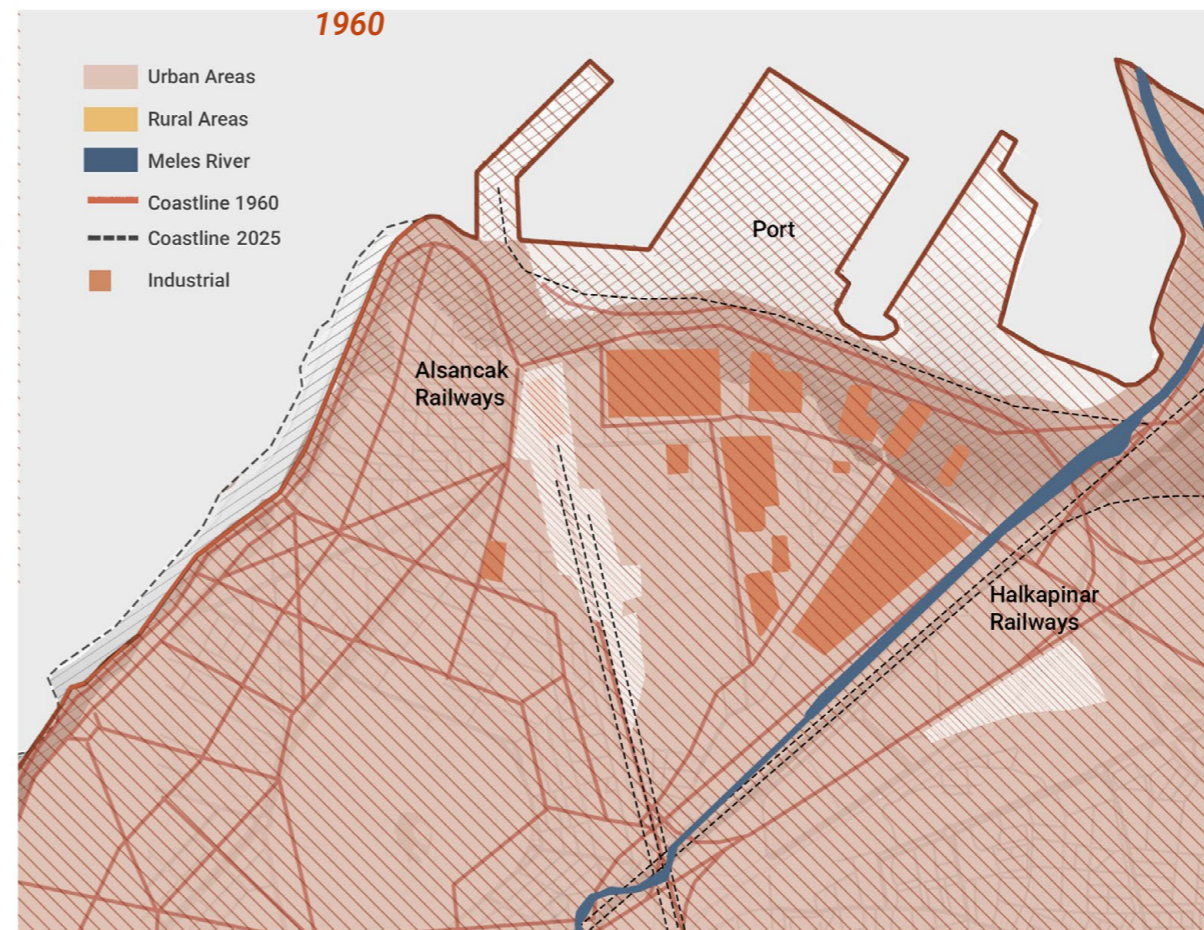 1960
Urban Areas
Rural Areas
Meles River
Coastline 1960
Coastline 2025
Industrial
Port
Alsancak
Railways
Halkapinar
Railways